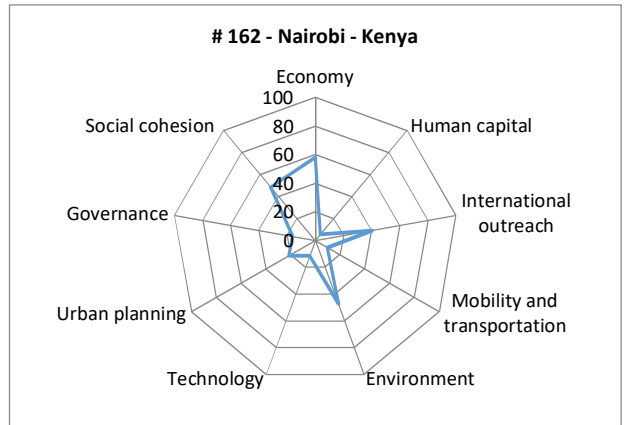 # 162 - Nairobi - Kenya
Economy
100
80
60
40
20
0
Human capital
International
outreach
Mobility and
transportation
Environment
Technology
Urban planning
Governance
Social cohesion